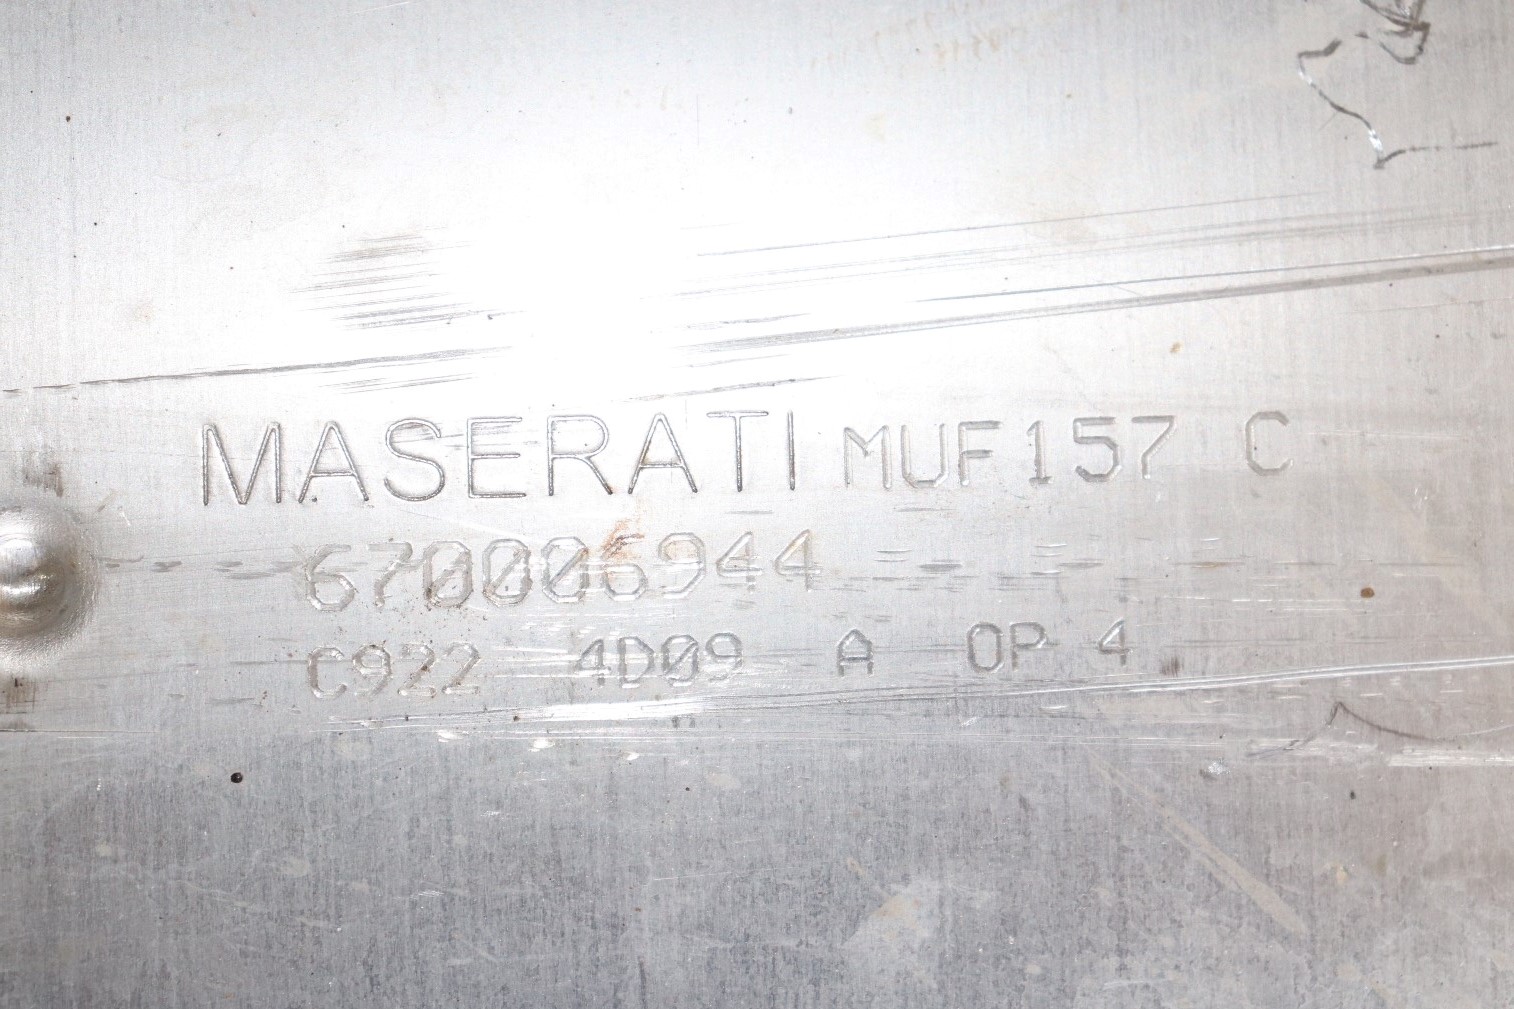 MASERATI MUF157 C
670006944
C922 4D09 A OP 4